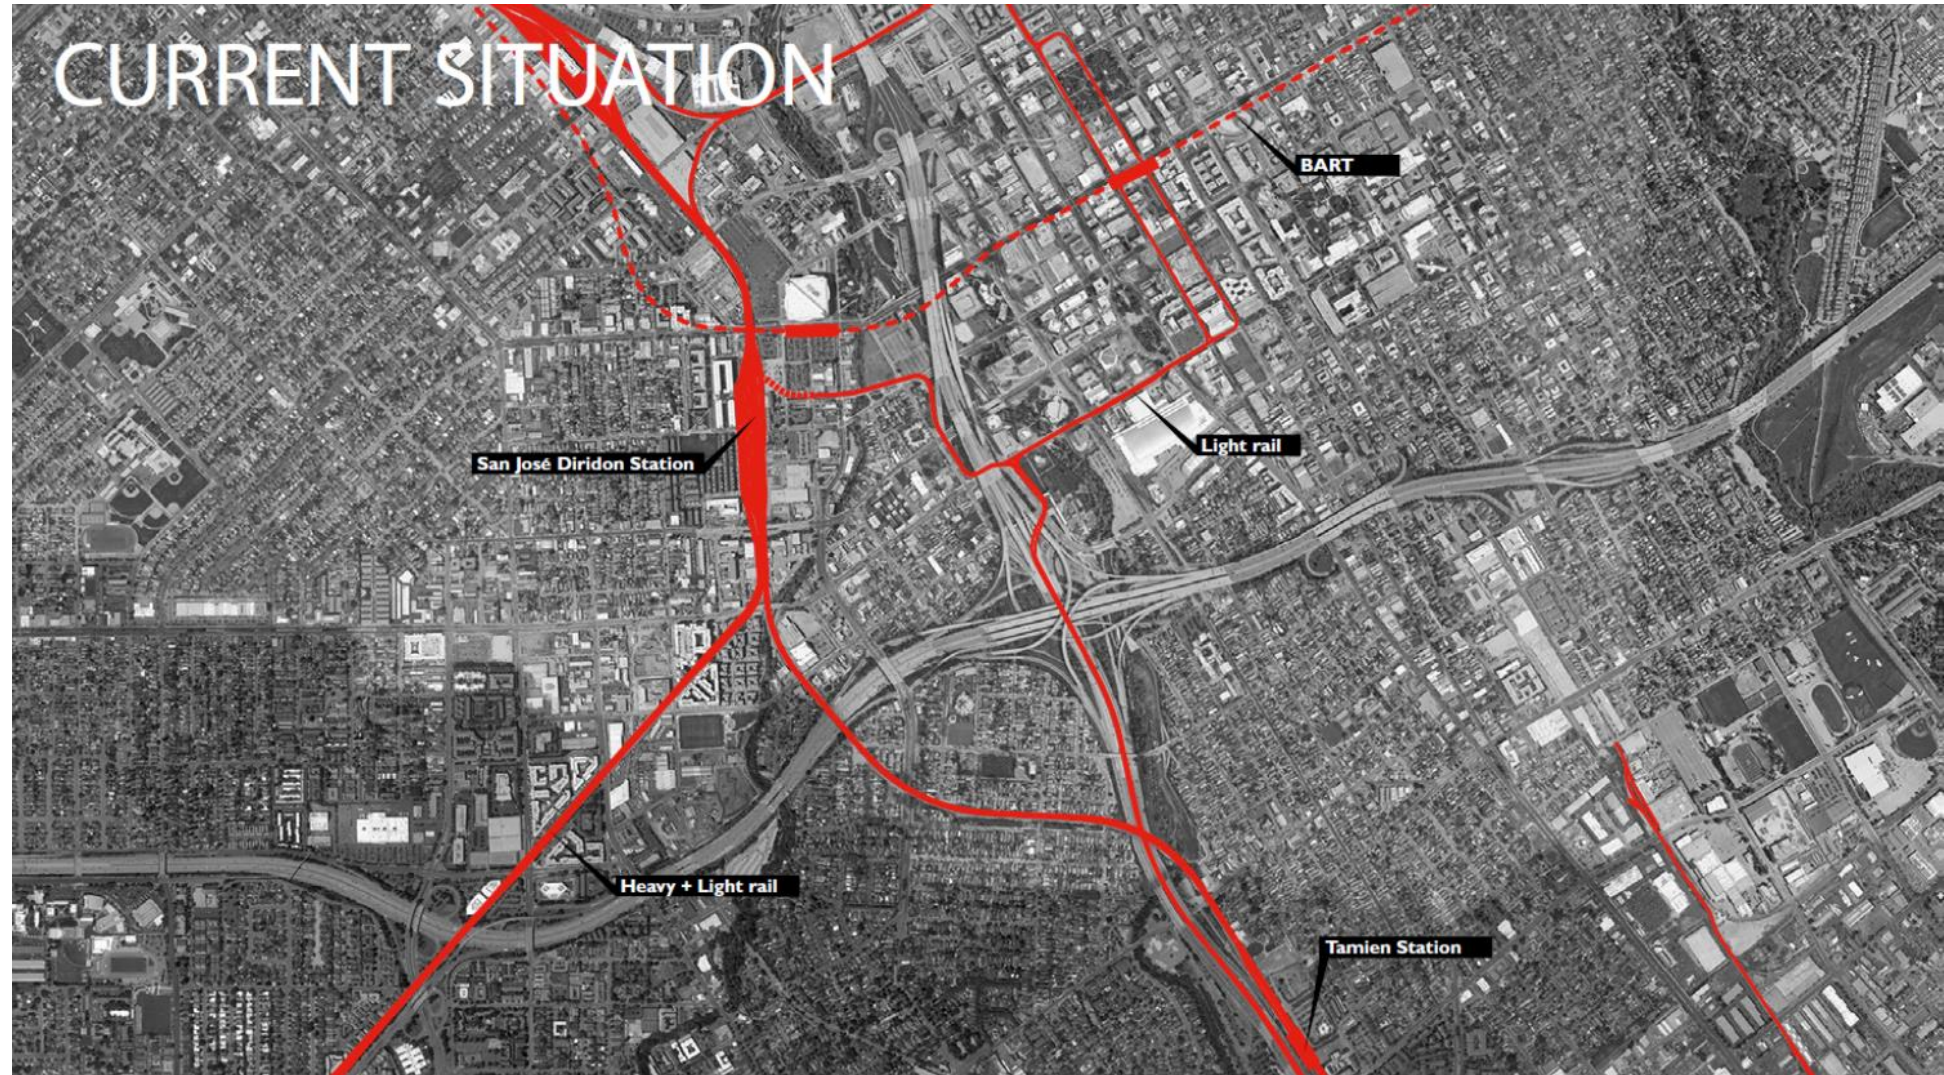 CURRENT SITUATION
BART
Light rail
San José Diridon Station
Heavy + Light rail
Tamien Station